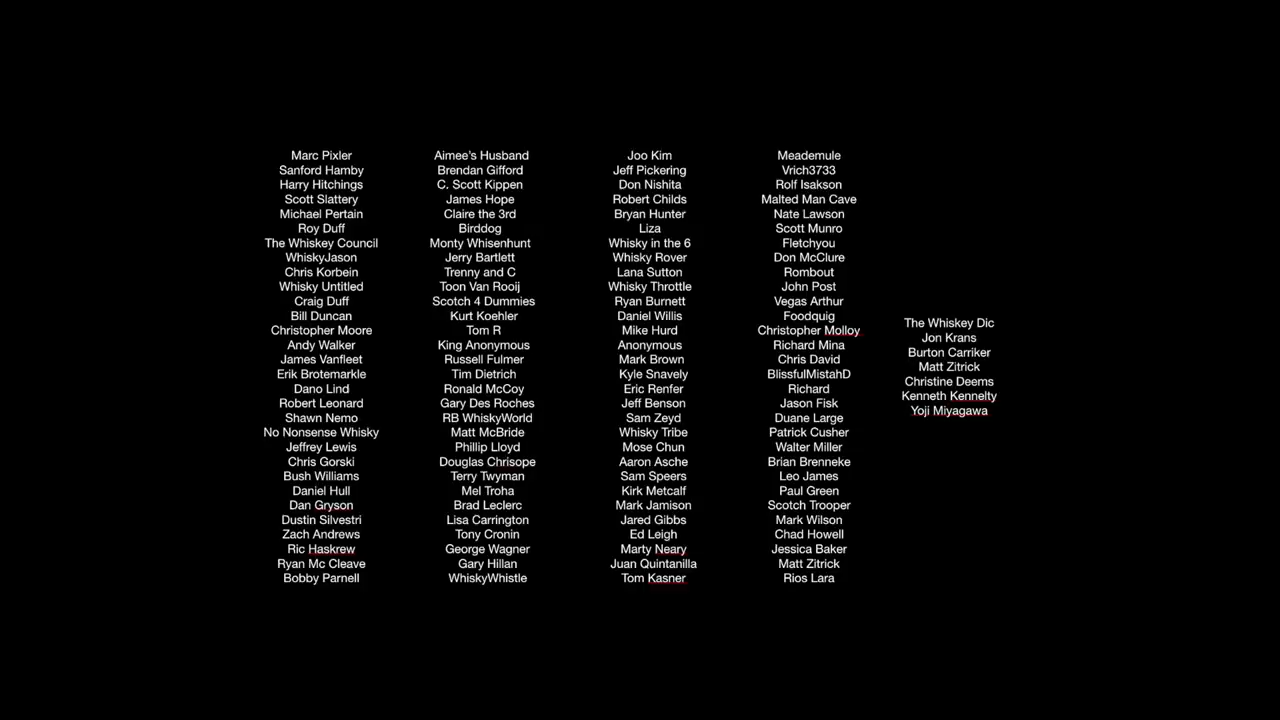 Marc Pixler
Sanford Hamby
Harry Hitchings
Scott Slattery
Michael Pertain
Roy Duff
The Whiskey Council
WhiskyJason
Chris Korbein
Whisky Untitled
Craig Duff
Bill Duncan
Christopher Moore
Andy Walker
James Vanfleet
Erik Brotemarkle
Dano Lind
Robert Leonard
Shawn Nemo
No Nonsense Whisky
Jeffrey Lewis
Chris Gorski
Bush Williams
Daniel Hull
Dan Gryson
Dustin Silvestri
Zach Andrews
Ric Haskrew
Ryan Mc Cleave
Bobby Parnell
Aimee's Husband
Brendan Gifford
C. Scott Kippen
James Hope
Claire the 3rd
Birddog
Monty Whisenhunt
Jerry Bartlett
Trenny and C
Toon Van Rooij
Scotch 4 Dummies
Kurt Koehler
Tom R
King Anonymous
Russell Fulmer
Tim Dietrich
Ronald McCoy
Gary Des Roches
RB WhiskyWorld
Matt McBride
Phillip Lloyd
Douglas Chrisope
Terry Twyman
Mel Troha
Brad Leclerc
Lisa Carrington
Tony Cronin
George Wagner
Gary Hillan
WhiskyWhistle
Joo Kim
Jeff Pickering
Don Nishita
Robert Childs
Bryan Hunter
Liza
Whisky in the 6
Whisky Rover
Lana Sutton
Whisky Throttle
Ryan Burnett
Daniel Willis
Mike Hurd
Anonymous
Mark Brown
Kyle Snavely
Eric Renfer
Jeff Benson
Sam Zeyd
Whisky Tribe
Mose Chun
Aaron Asche
Sam Speers
Kirk Metcalf
Mark Jamison
Jared Gibbs
Ed Leigh
Marty Neary
Juan Quintanilla
Tom Kasner
Meademule
Vrich3733
Rolf Isakson
Malted Man Cave
Nate Lawson
Scott Munro
Fletchyou
Don McClure
Rombout
John Post
Vegas Arthur
Foodquig
Christopher Molloy
Richard Mina
Chris David
BlissfulMistahD
Richard
Jason Fisk
Duane Large
Patrick Cusher
Walter Miller
Brian Brenneke
Leo James
Paul Green
Scotch Trooper
Mark Wilson
Chad Howell
Jessica Baker
Matt Zitrick
Rios Lara
The Whiskey Dic
Jon Krans
Burton Carriker
Matt Zitrick
Christine Deems
Kenneth Kennelty
Yoji Miyagawa